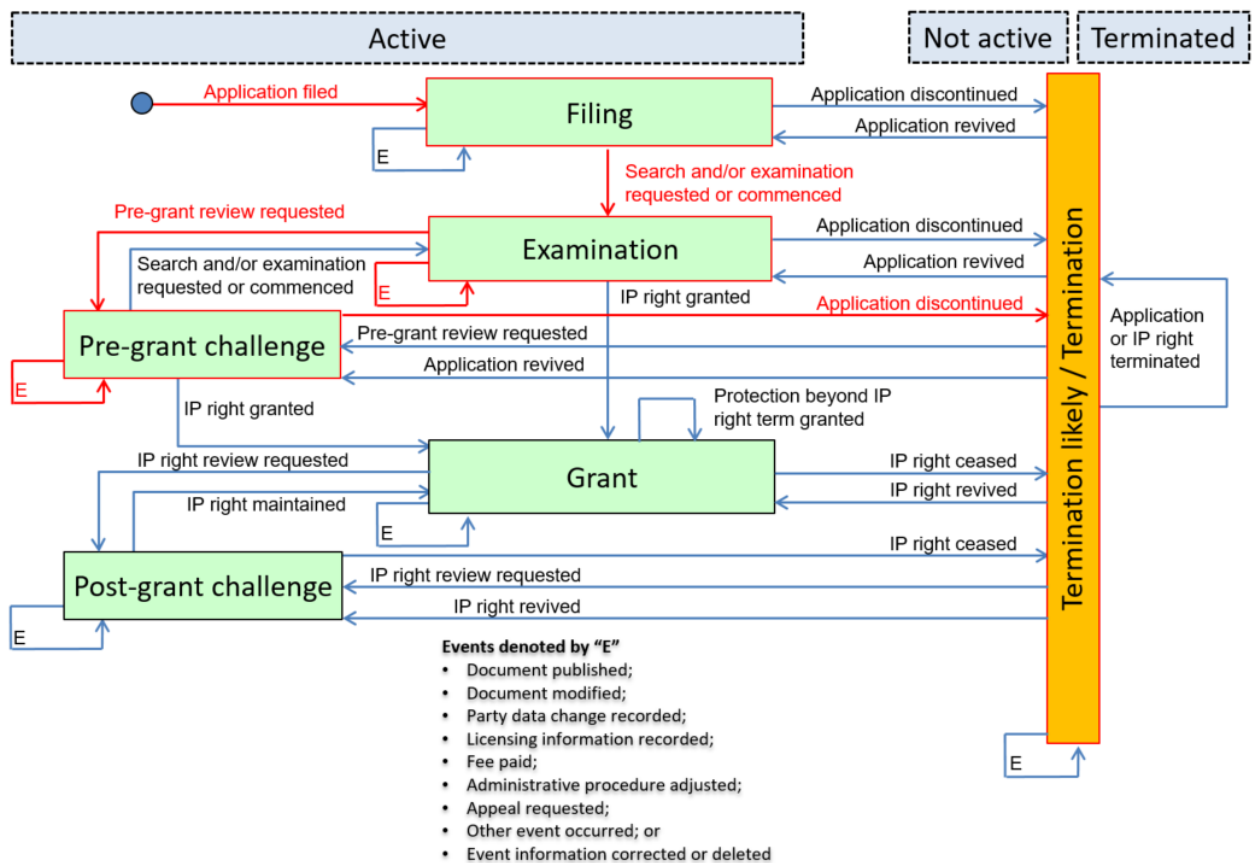 Active
Not active
Terminated
Application filed
Filing
Application discontinued
Application revived
E
Search and/or examination
requested or commenced
Pre-grant review requested
Examination
Application discontinued
Application revived
Search and/or examination
requested or commenced
E
IP right granted
Application discontinued
Pre-grant challenge
Pre-grant review requested
Application revived
E
Application
or IP right
terminated
Termination likely / Termination
IP right granted
Protection beyond IP
right term granted
IP right review requested
Grant
IP right ceased
IP right revived
IP right maintained
E
IP right ceased
Post-grant challenge
IP right review requested
IP right revived
E
Events denoted by “E”
• Document published;
• Document modified;
• Party data change recorded;
• Licensing information recorded;
• Fee paid;
• Administrative procedure adjusted;
• Appeal requested;
• Other event occurred; or
• Event information corrected or deleted
E